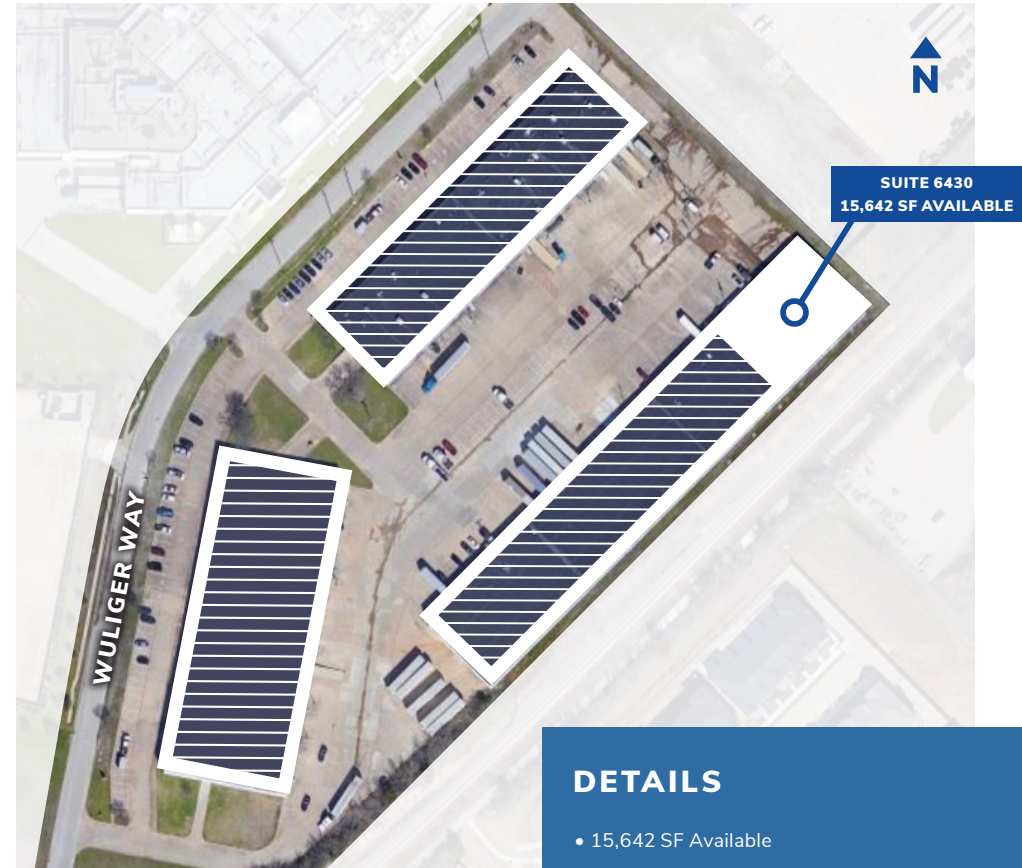 N
SUITE 6430
15,642 SF AVAILABLE
WULIGER WAY
DETAILS
• 15,642 SF Available